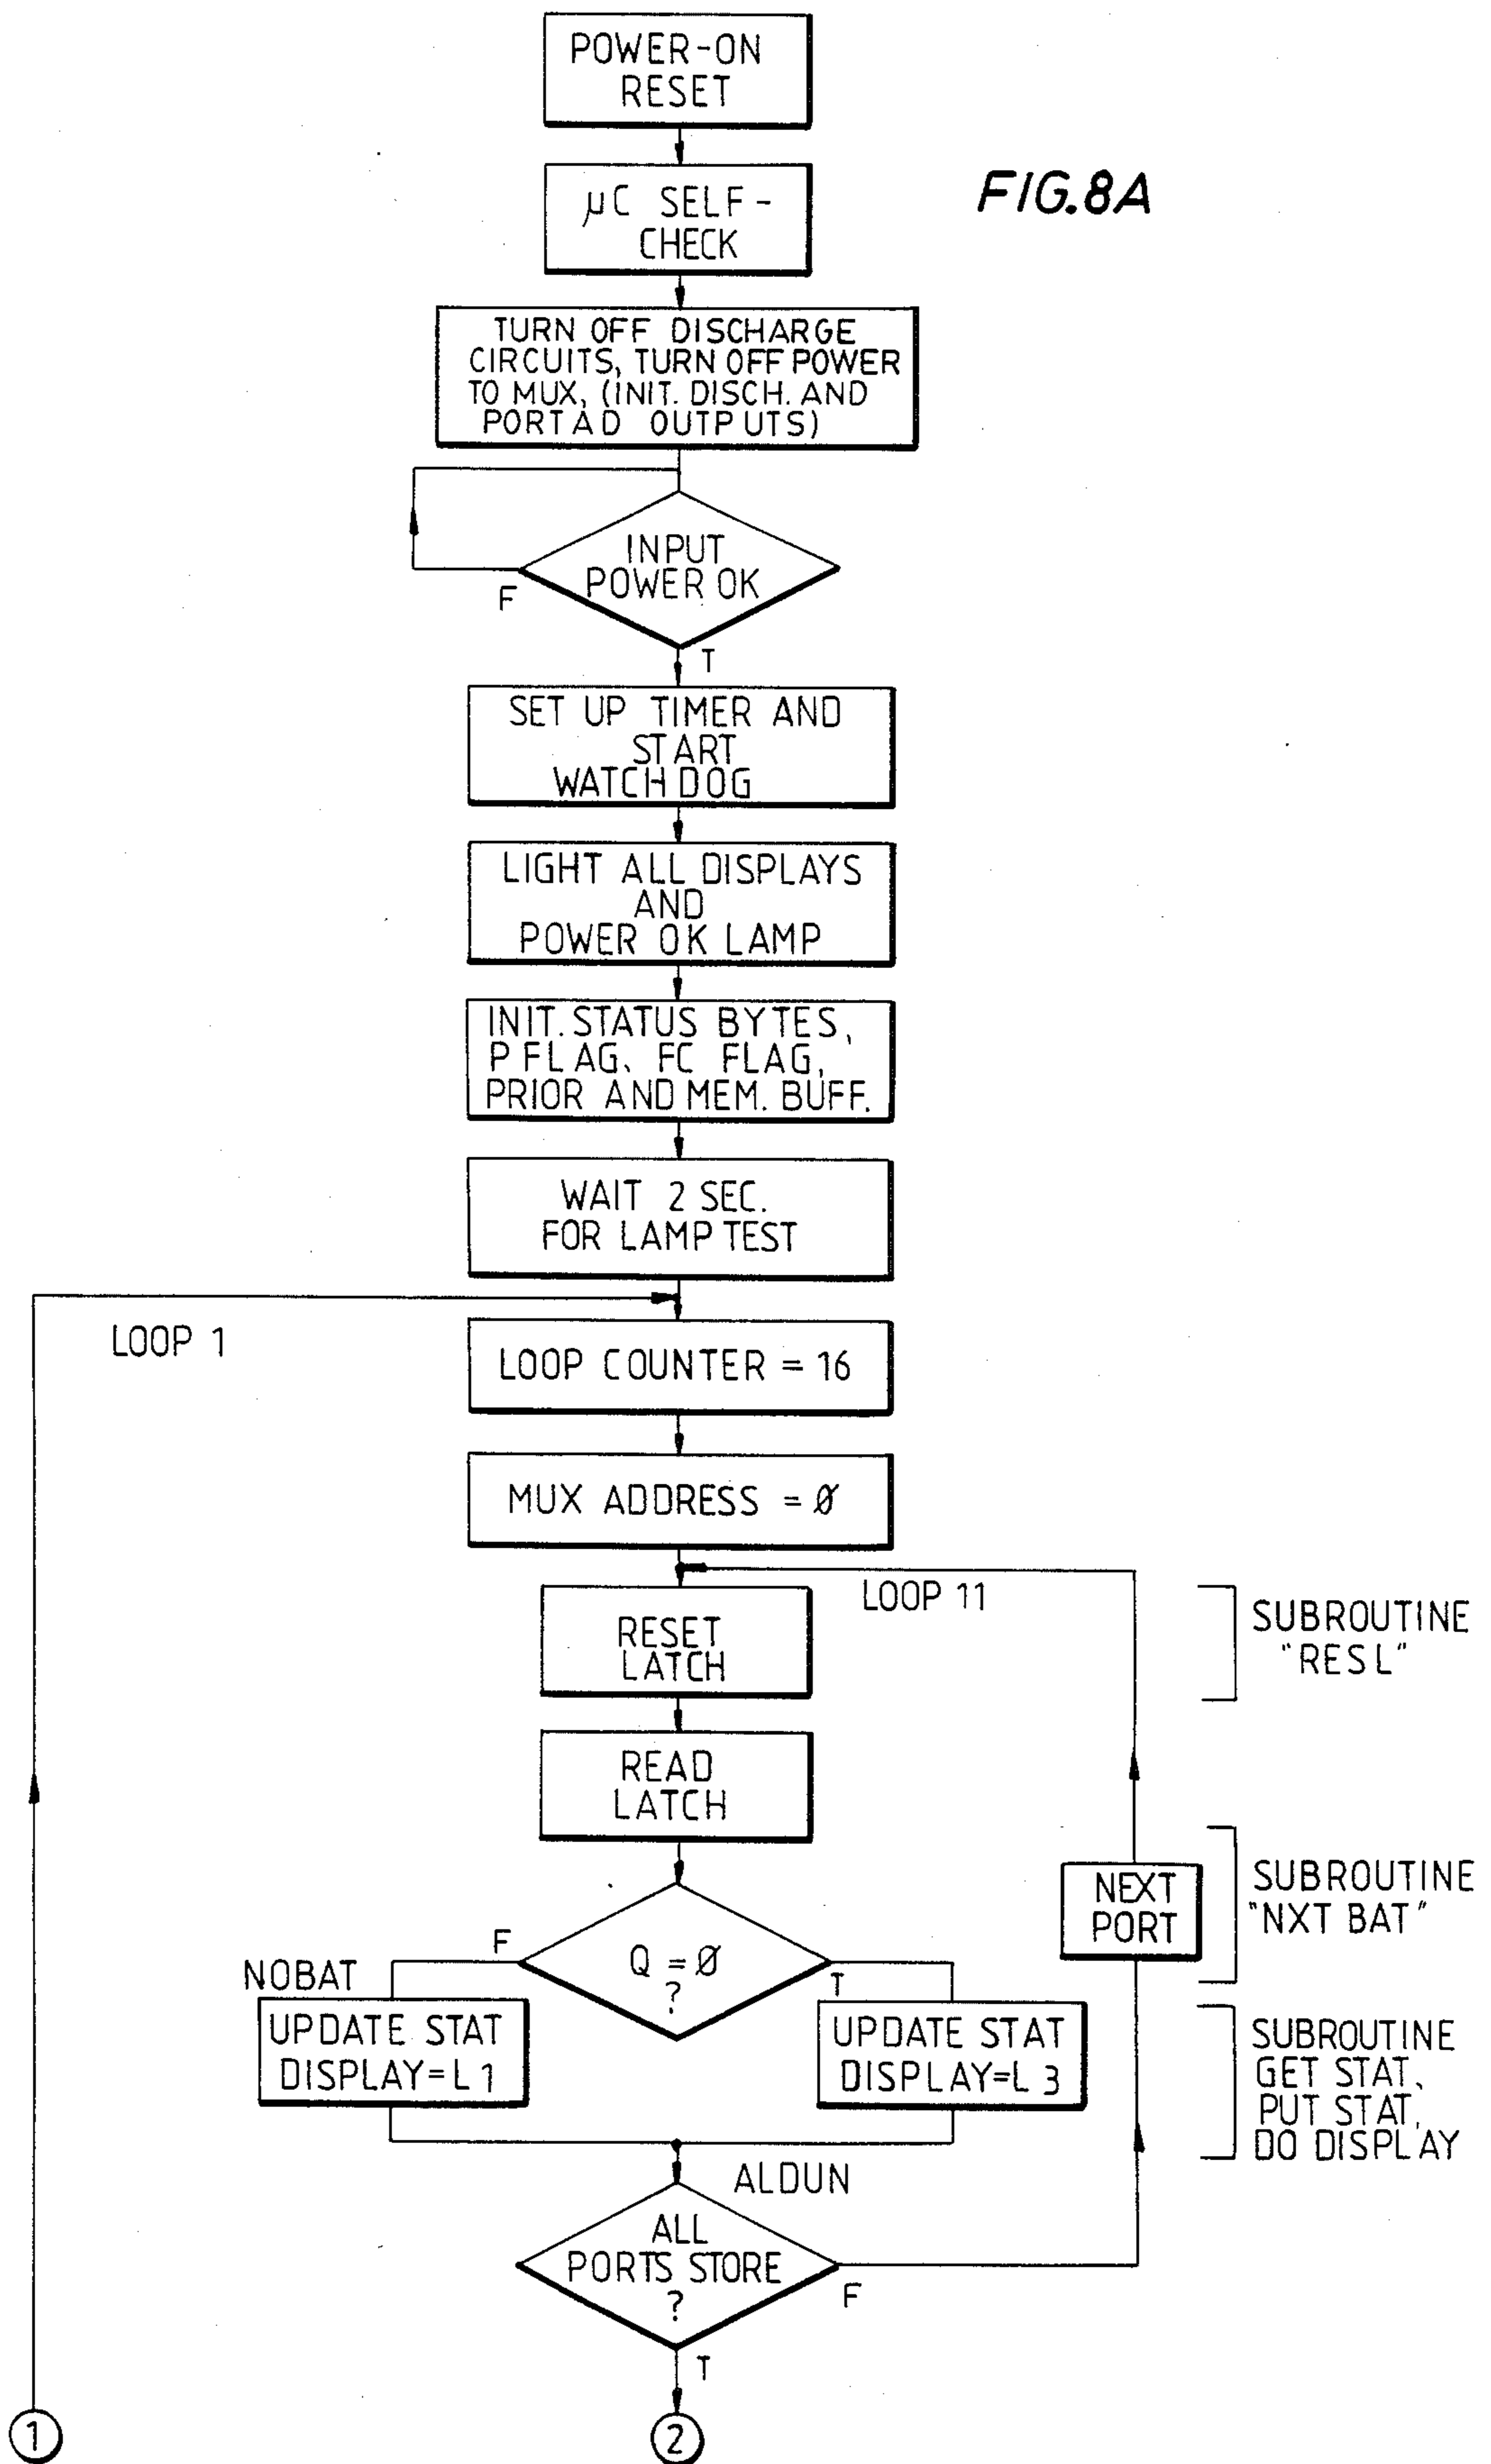 POWER-ON
RESET
FIG.8A
µC SELF-
CHECK
TURN OFF DISCHARGE
CIRCUITS, TURN OFF POWER
TO MUX, (INIT. DISCH. AND
PORTAD OUTPUTS)
INPUT
POWER OK
F
T
SET UP TIMER AND
START
WATCH DOG
LIGHT ALL DISPLAYS
AND
POWER OK LAMP
INIT. STATUS BYTES,
P FLAG, FC FLAG,
PRIOR AND MEM. BUFF.
WAIT 2 SEC.
FOR LAMP TEST
LOOP 1
LOOP COUNTER = 16
MUX ADDRESS = Ø
LOOP 11
RESET
LATCH
SUBROUTINE
"RESL"
READ
LATCH
NEXT
PORT
SUBROUTINE
"NXT BAT"
F
Q = Ø
?
T
NOBAT
UPDATE STAT
DISPLAY=L 1
UPDATE STAT
DISPLAY=L 3
SUBROUTINE
GET STAT,
PUT STAT,
DO DISPLAY
ALDUN
ALL
PORTS STORE
?
F
T
1
2